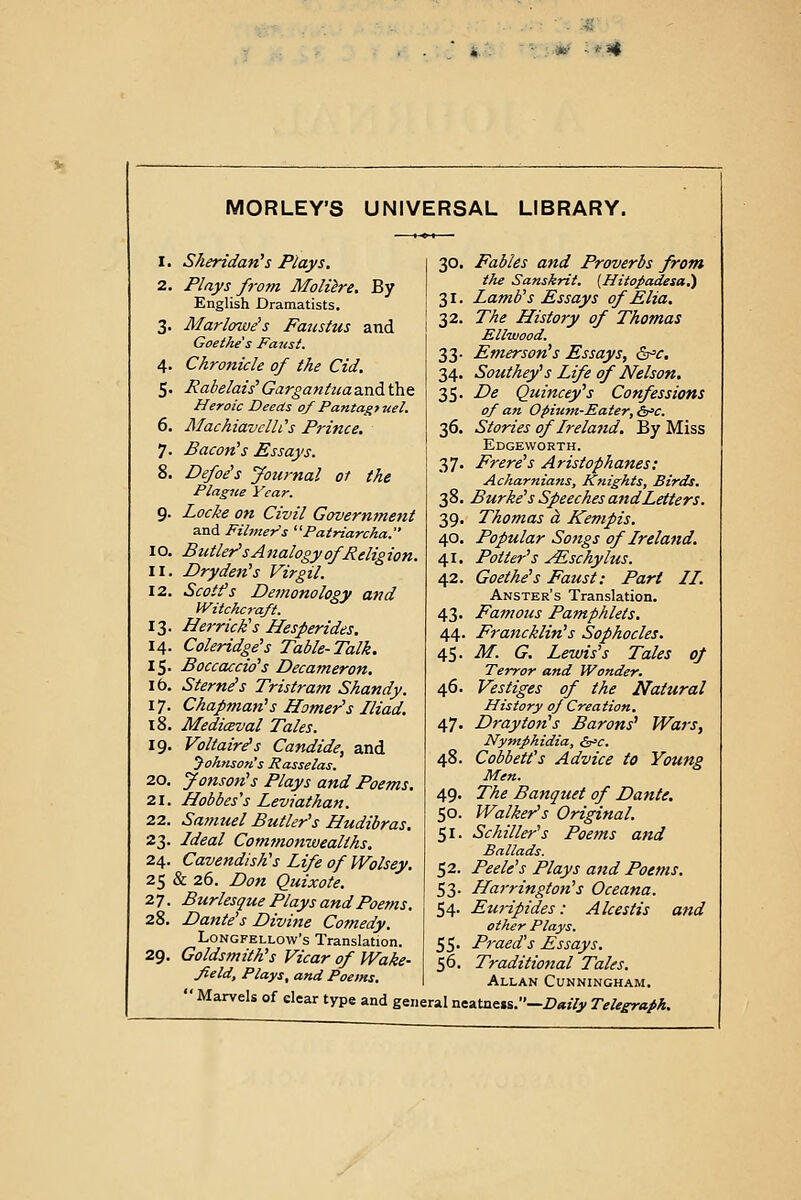 MORLEY'S UNIVERSAL LIBRARY.
1. Sheridan's Plays.
2. Plays from Molière. By
English Dramatists.
3. Marlowe's Faustus and
Goethe's Faust.
4. Chronicle of the Cid.
5. Rabelais' Gargantua and the
Heroic Deeds of Pantagruel.
6. Machiavelli's Prince.
7. Bacon's Essays.
8. Defoe's Journal of the
Plague Year.
9. Locke on Civil Government
and Filmer's "Patriarcha."
10. Butler's Analogy of Religion.
11. Dryden's Virgil.
12. Scott's Demonology and
Witchcraft.
13. Herrick's Hesperides.
14. Coleridge's Table-Talk.
15. Boccaccio's Decameron.
16. Sterne's Tristram Shandy.
17. Chapman's Homer's Iliad.
18. Mediæval Tales.
19. Voltaire's Candide, and
Johnson's Rasselas.
20. Jonson's Plays and Poems.
21. Hobbes's Leviathan.
22. Samuel Butler's Hudibras.
23. Ideal Commonwealths.
24. Cavendish's Life of Wolsey.
25 & 26. Don Quixote.
27. Burlesque Plays and Poems.
28. Dante's Divine Comedy.
LONGFELLOW'S Translation.
29. Goldsmith's Vicar of Wake-
field, Plays, and Poems.
30. Fables and Proverbs from
the Sanskrit. (Hitopadesa.)
31. Lamb's Essays of Elia.
32. The History of Thomas
Ellwood.
33. Emerson's Essays, &c.
34. Southey's Life of Nelson.
35. De Quincey's Confessions
of an Opium-Eater, &c.
36. Stories of Ireland. By Miss
EDGEWORTH.
37. Frere's Aristophanes:
Acharnians, Knights, Birds.
38. Burke's Speeches and Letters.
39. Thomas à Kempis.
40. Popular Songs of Ireland.
41. Potter's Æschylus.
42. Goethe's Faust: Part II.
ANSTER'S Translation.
43. Famous Pamphlets.
44. Francklin's Sophocles.
45. M. G. Lewis's Tales of
Terror and Wonder.
46. Vestiges of the Natural
History of Creation.
47. Drayton's Barons' Wars,
Nymphidia, &c.
48. Cobbett's Advice to Young
Men.
49. The Banquet of Dante.
50. Walker's Original.
51. Schiller's Poems and
Ballads.
52. Peele's Plays and Poems.
53. Harrington's Oceana.
54. Euripides: Alcestis and
other Plays.
55. Praed's Essays.
56. Traditional Tales.
ALLAN CUNNINGHAM.
"Marvels of clear type and general neatness."—Daily Telegraph.